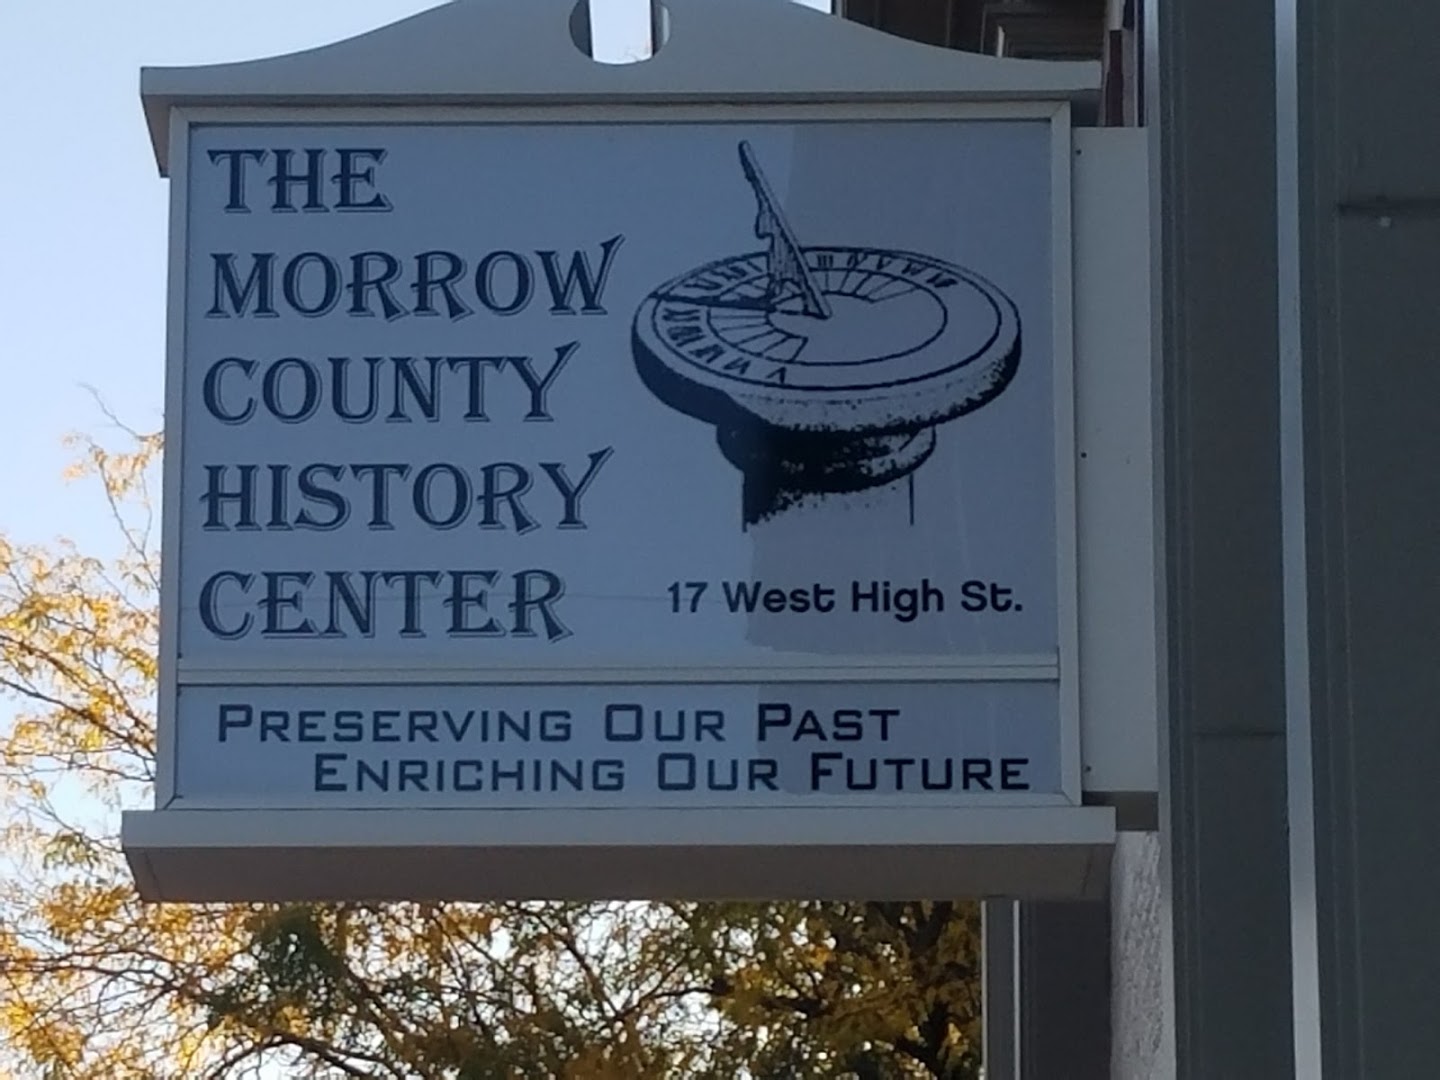 THE
MORROW
COUNTY
HISTORY
CENTER
17 West High St.
PRESERVING OUR PAST
ENRICHING OUR FUTURE